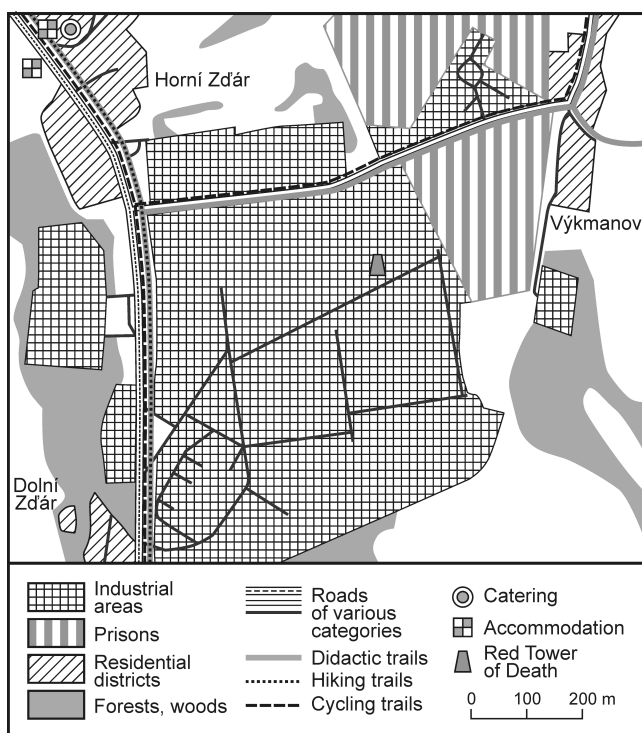 Horní Zďár
Výkmanov
Dolní
Zďár
Industrial
areas
Prisons
Residential
districts
Forests, woods
Roads
of various
categories
Didactic trails
Hiking trails
Cycling trails
Catering
Accommodation
Red Tower
of Death
0 100 200 m